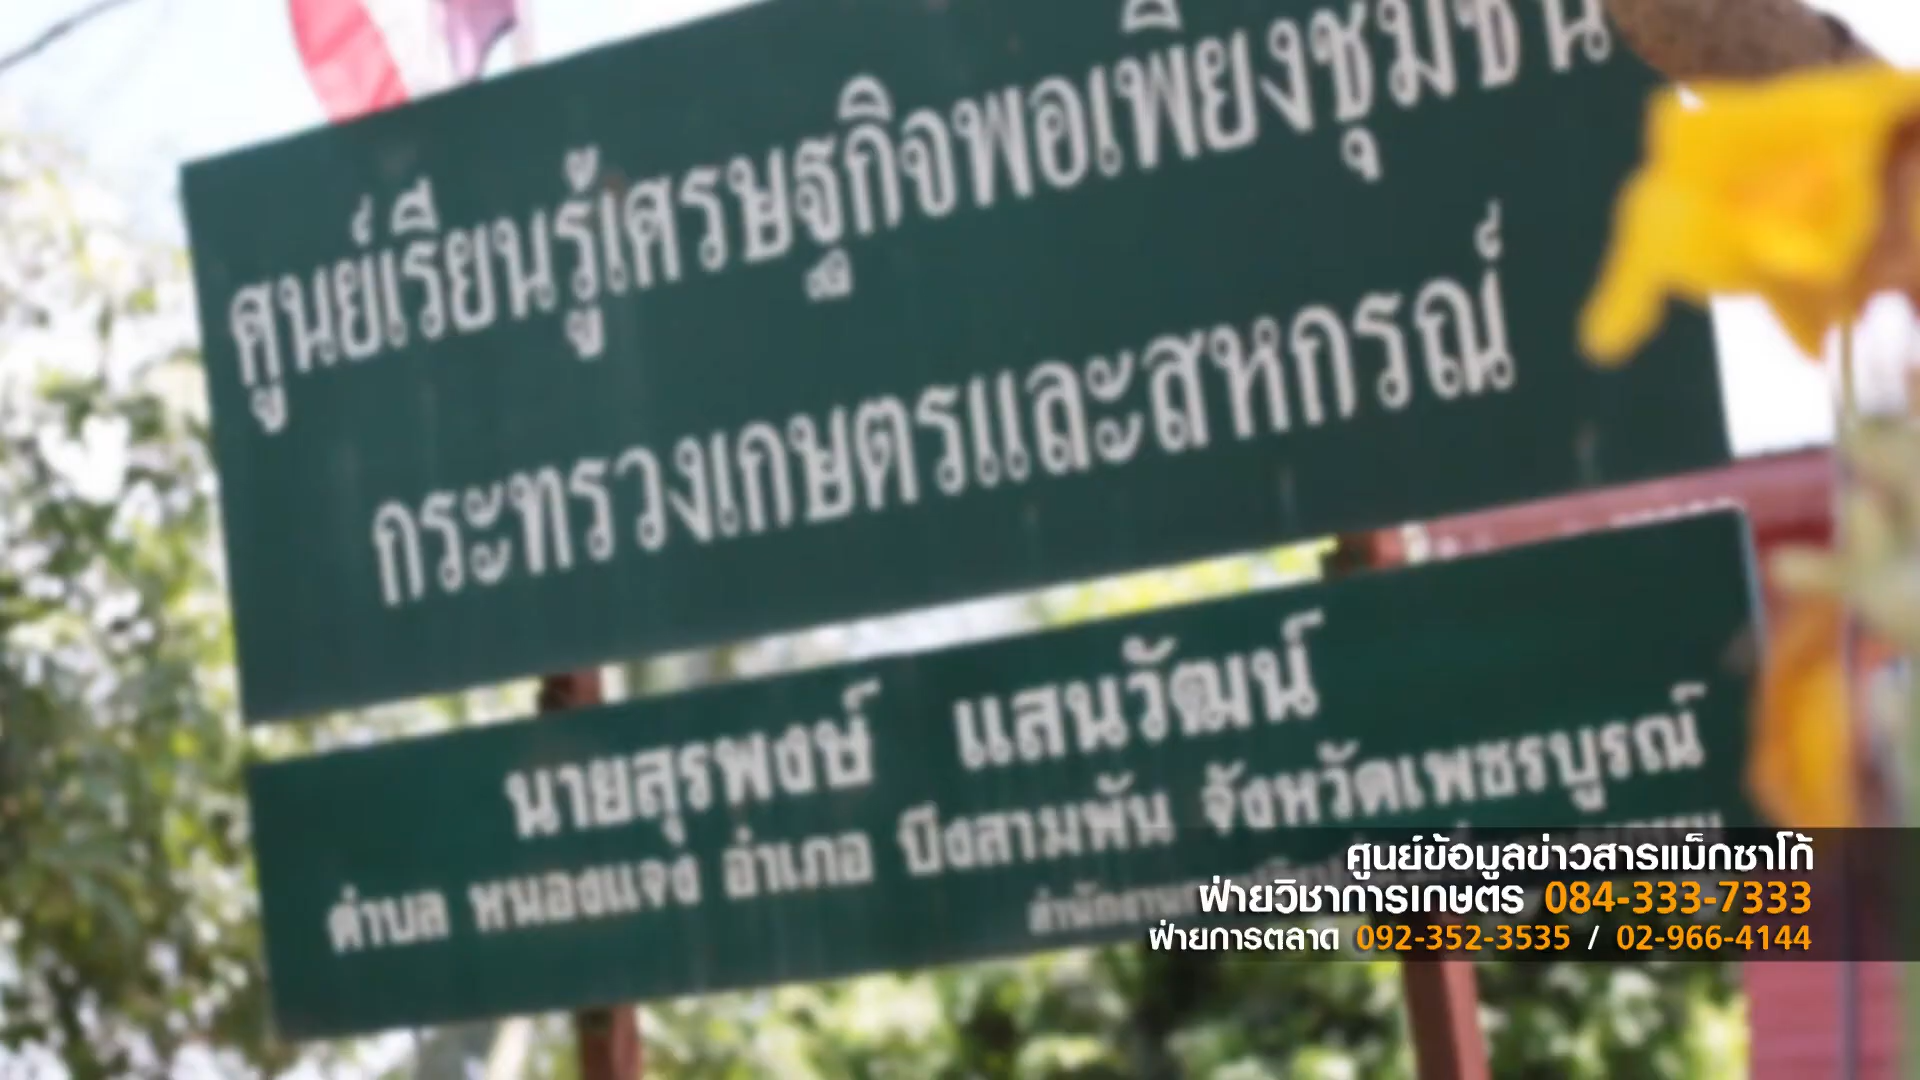 ศูนย์เรียนรู้เศรษฐกิจพอเพียงชุมชน
กระทรวงเกษตรและสหกรณ์
นายสุรพงษ์ แสนวัฒน์
ตำบล หนองแจง อำเภอ บึงสามพัน จังหวัดเพชรบูรณ์
ศูนย์ข้อมูลข่าวสารแม็กซาโก้
ฝ่ายวิชาการเกษตร 084-333-7333
ฝ่ายการตลาด 092-352-3535 / 02-966-4144